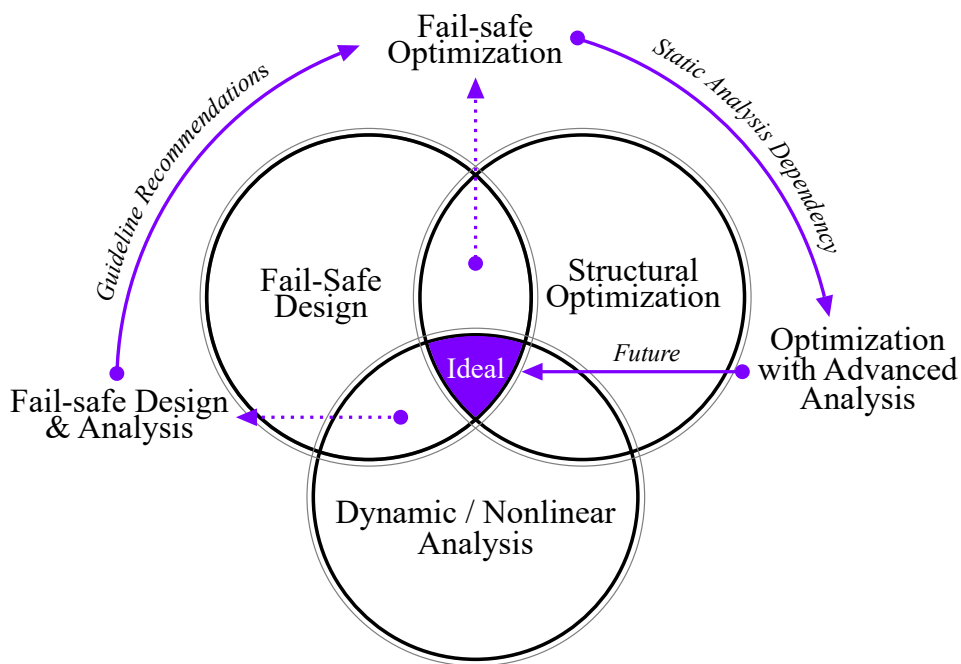 Fail-safe
Optimization
Guideline Recommendations
Static Analysis Dependency
Fail-Safe
Design
Structural
Optimization
Ideal
Future
Optimization
with Advanced
Analysis
Fail-safe Design
& Analysis
Dynamic / Nonlinear
Analysis